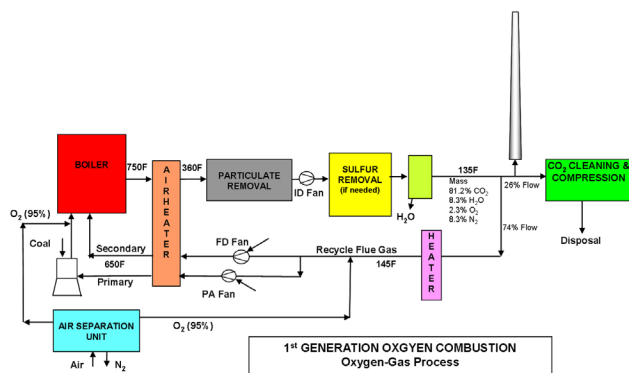 BOILER
750F
AIRHEATER
360F
PARTICULATE
REMOVAL
ID Fan
SULFUR
REMOVAL
(if needed)
H₂O
135F
Mass
81.2% CO₂
8.3% H₂O
2.3% O₂
8.3% N₂
26% Flow
CO₂ CLEANING &
COMPRESSION
Disposal
74% Flow
O₂ (95%)
Coal
Secondary
650F
Primary
FD Fan
PA Fan
Recycle Flue Gas
145F
HEATER
AIR SEPARATION
UNIT
O₂ (95%)
Air
N₂
1st GENERATION OXGYEN COMBUSTION
Oxygen-Gas Process